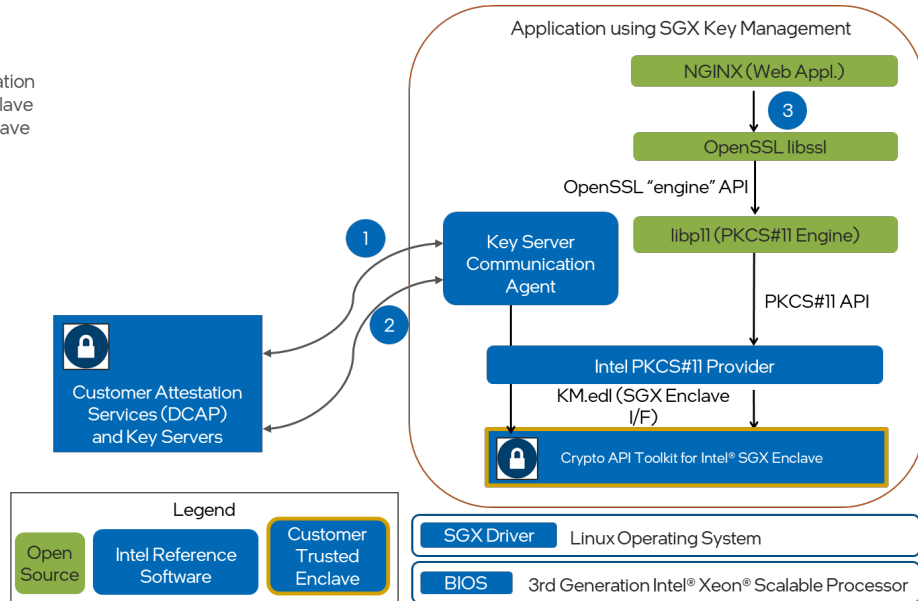 Application using SGX Key Management
NGINX (Web Appl.)
3
OpenSSL libssl
OpenSSL “engine” API
libp11 (PKCS#11 Engine)
PKCS#11 API
1
Key Server
Communication
Agent
2
Customer Attestation
Services (DCAP)
and Key Servers
Intel PKCS#11 Provider
KM.edl (SGX Enclave
I/F)
Crypto API Toolkit for Intel® SGX Enclave
Legend
Open
Source
Intel Reference
Software
Customer
Trusted
Enclave
SGX Driver
Linux Operating System
BIOS
3rd Generation Intel® Xeon® Scalable Processor